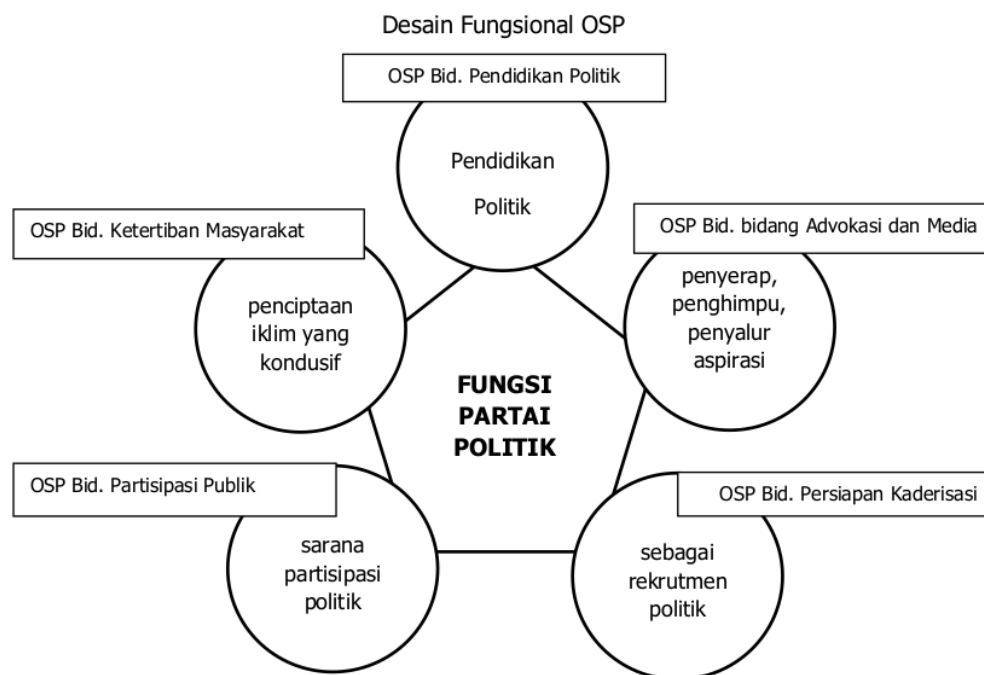 Desain Fungsional OSP
OSP Bid. Pendidikan Politik
Pendidikan
Politik
OSP Bid. Ketertiban Masyarakat
penciptaan
iklim yang
kondusif
OSP Bid. bidang Advokasi dan Media
penyerap,
penghimpu,
penyalur
aspirasi
FUNGSI
PARTAI
POLITIK
OSP Bid. Partisipasi Publik
sarana
partisipasi
politik
OSP Bid. Persiapan Kaderisasi
sebagai
rekrutmen
politik